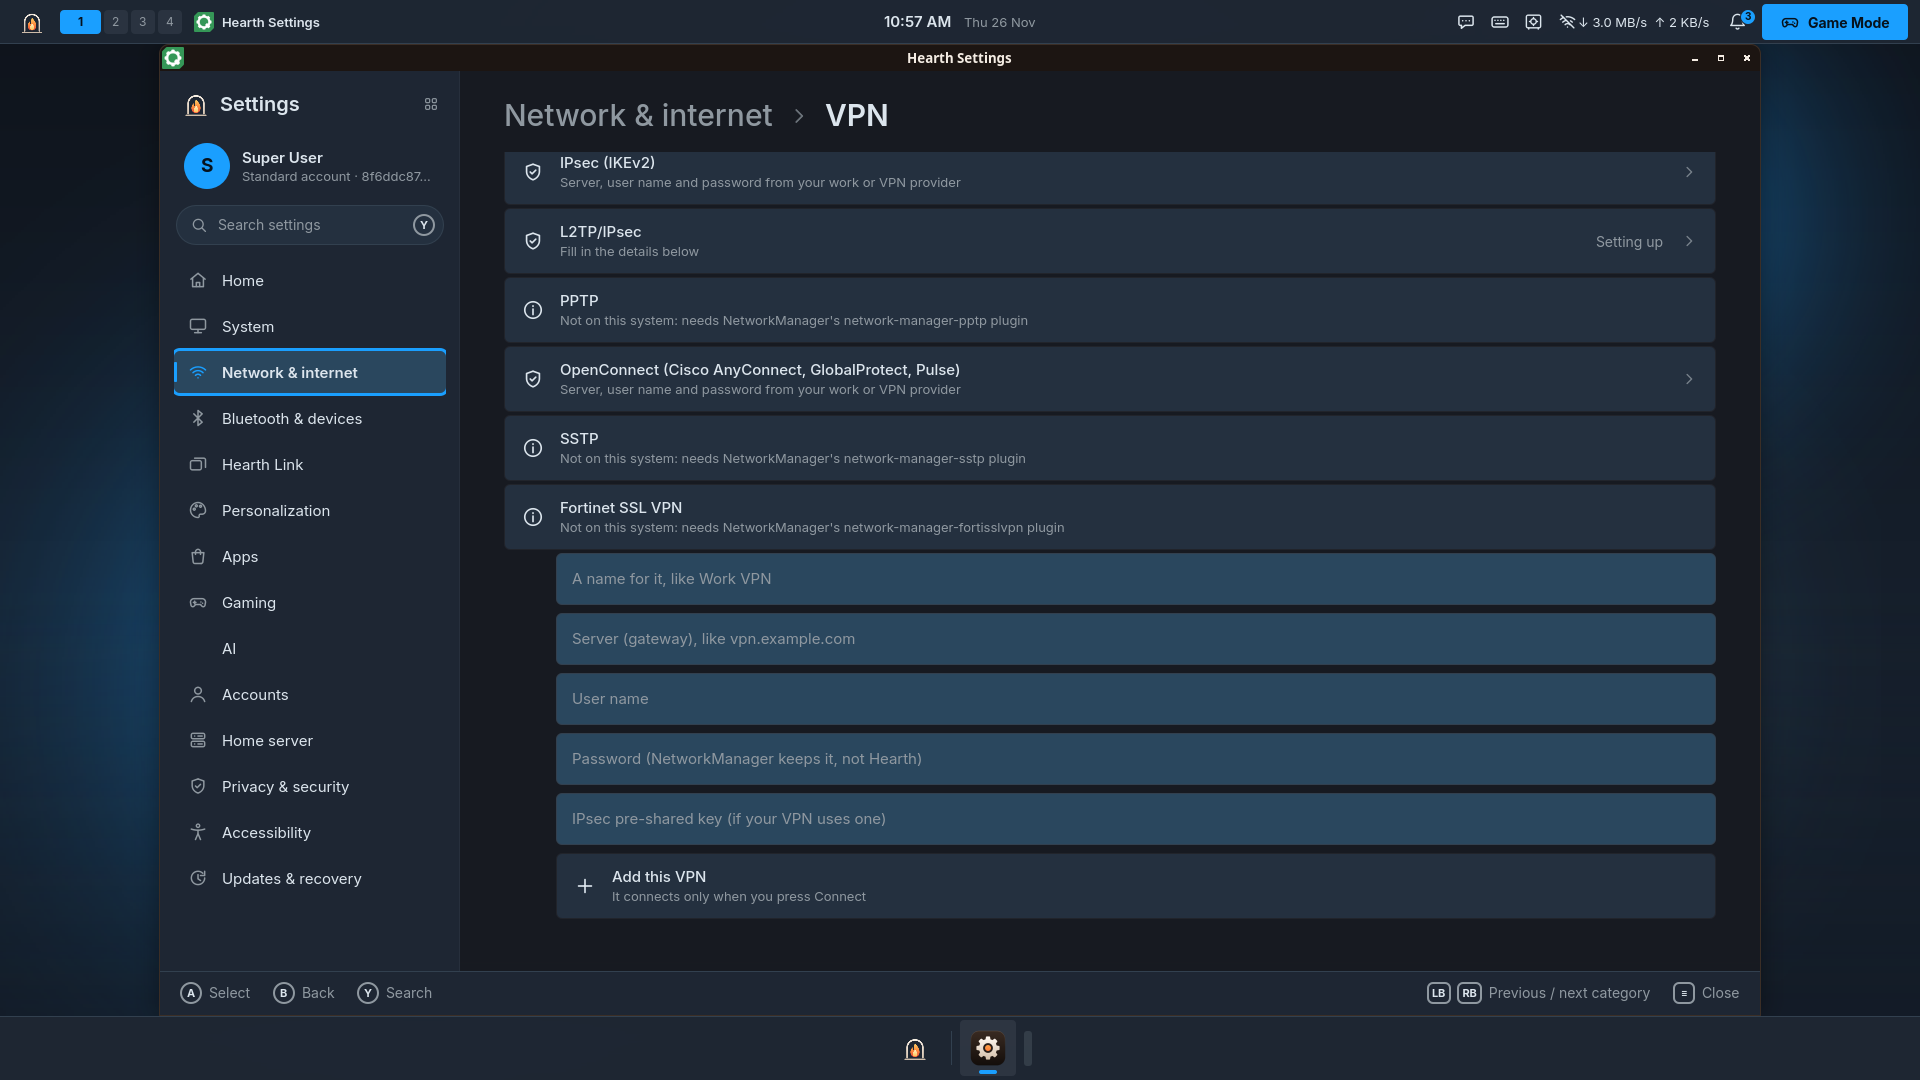 1 2 3 4 Hearth Settings
10:57 AM Thu 26 Nov
3.0 MB/s 2 KB/s
3
Game Mode
Hearth Settings
Settings
S
Super User
Standard account · 8f6ddc87...
Search settings
Y
Home
System
Network & internet
Bluetooth & devices
Hearth Link
Personalization
Apps
Gaming
AI
Accounts
Home server
Privacy & security
Accessibility
Updates & recovery
Network & internet > VPN
IPsec (IKEv2)
Server, user name and password from your work or VPN provider
L2TP/IPsec
Fill in the details below
Setting up
PPTP
Not on this system: needs NetworkManager's network-manager-pptp plugin
OpenConnect (Cisco AnyConnect, GlobalProtect, Pulse)
Server, user name and password from your work or VPN provider
SSTP
Not on this system: needs NetworkManager's network-manager-sstp plugin
Fortinet SSL VPN
Not on this system: needs NetworkManager's network-manager-fortisslvpn plugin
A name for it, like Work VPN
Server (gateway), like vpn.example.com
User name
Password (NetworkManager keeps it, not Hearth)
IPsec pre-shared key (if your VPN uses one)
Add this VPN
It connects only when you press Connect
A Select B Back Y Search
LB RB Previous / next category Close